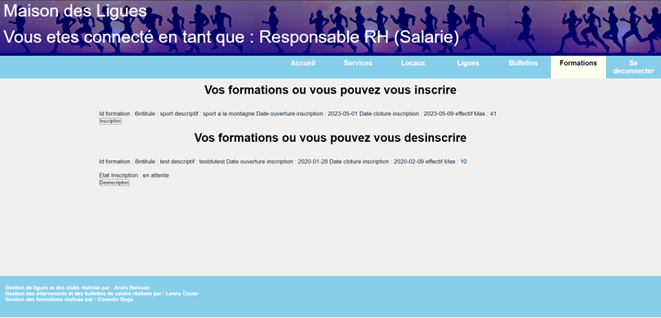 Maison des Ligues
Vous etes connecté en tant que : Responsable RH (Salarie)
Accueil Services Locaux Ligues Bulletins Formations Se deconnecter
Vos formations ou vous pouvez vous inscrire
Id formation : 6intitule : sport descriptif : sport a la montagne Date ouverture inscription : 2023-05-01 Date cloture inscription : 2023-05-09 effectif Max : 41
Inscription
Vos formations ou vous pouvez vous desinscrire
Id formation : 8intitule : test descriptif : testdutest Date ouverture inscription : 2020-01-28 Date cloture inscription : 2020-02-09 effectif Max : 10
Etat Inscription : en attente
Desinscription
Gestion de ligues et des clubs réalisée par : Anaïs Baisson
Gestion des intervenants et des bulletins de salaire réalisée par : Lenny Caster
Gestion des formations réalisée par : Corentin Begu